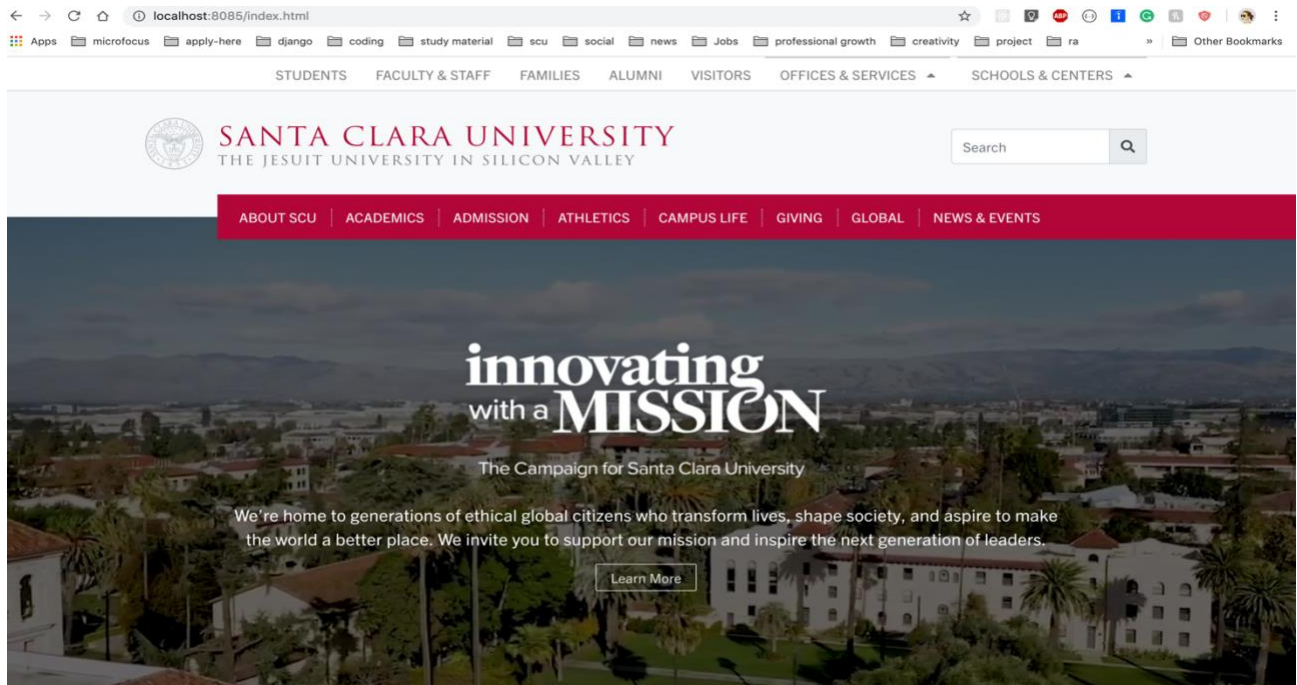 localhost:8085/index.html
Apps microfocus apply-here django coding study material scu social news Jobs professional growth creativity project ra » Other Bookmarks
STUDENTS FACULTY & STAFF FAMILIES ALUMNI VISITORS OFFICES & SERVICES SCHOOLS & CENTERS
SANTA CLARA UNIVERSITY
THE JESUIT UNIVERSITY IN SILICON VALLEY
Search
ABOUT SCU | ACADEMICS | ADMISSION | ATHLETICS | CAMPUS LIFE | GIVING | GLOBAL | NEWS & EVENTS
innovating
with a MISSION
The Campaign for Santa Clara University
We're home to generations of ethical global citizens who transform lives, shape society, and aspire to make
the world a better place. We invite you to support our mission and inspire the next generation of leaders.
Learn More